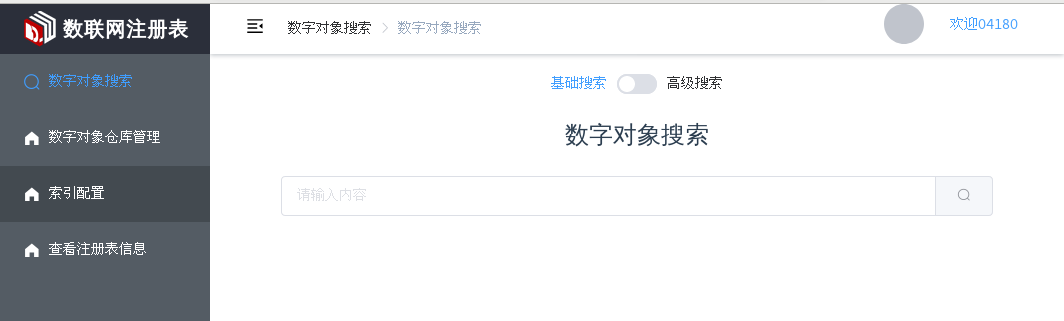 数联网注册表
数字对象搜索 数字对象搜索
欢迎04180
数字对象搜索
数字对象仓库管理
索引配置
查看注册表信息
基础搜索 高级搜索
数字对象搜索
请输入内容